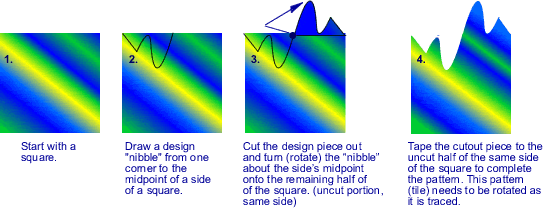 1.
2.
3.
4.
Start with a
square.
Draw a design
"nibble" from one
corner to the
midpoint of a side
of a square.
Cut the design piece out
and turn (rotate) the "nibble"
about the side's midpoint
onto the remaining half of
of the square. (uncut portion,
same side)
Tape the cutout piece to the
uncut half of the same side
of the square to complete
the pattern. This pattern
(tile) needs to be rotated as
it is traced.